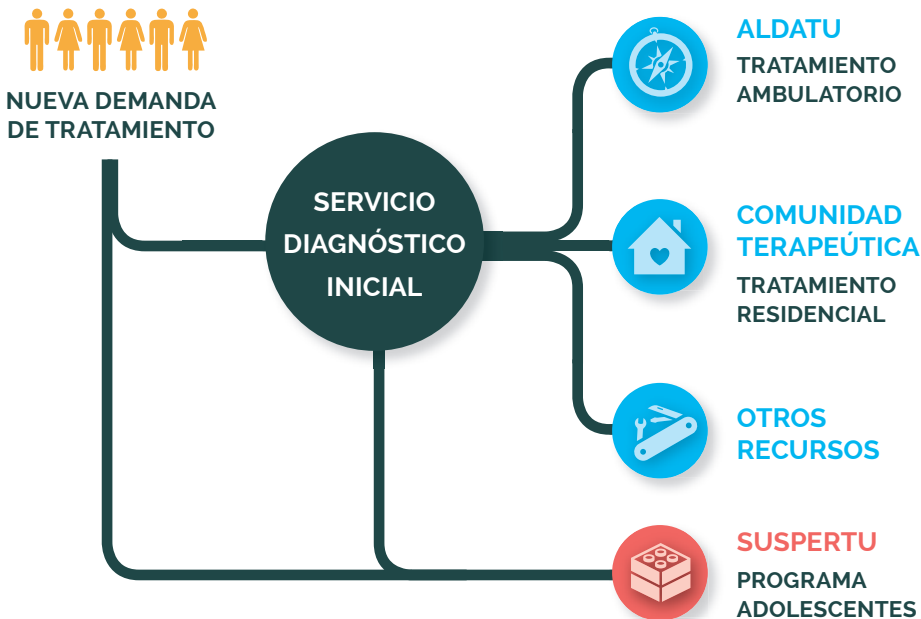 NUEVA DEMANDA
DE TRATAMIENTO
SERVICIO
DIAGNÓSTICO
INICIAL
ALDATU
TRATAMIENTO
AMBULATORIO
COMUNIDAD
TERAPEÚTICA
TRATAMIENTO
RESIDENCIAL
OTROS
RECURSOS
SUSPERTU
PROGRAMA
ADOLESCENTES